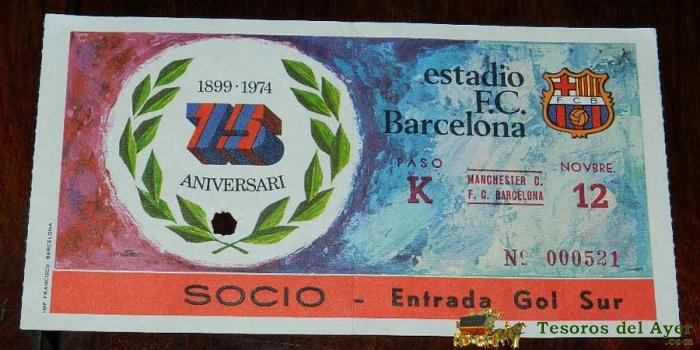 1899 · 1974
75
ANIVERSARI
estadio
F.C.
Barcelona
F C B
PASO
K
MANCHESTER C.
F. C. BARCELONA
NOVBRE.
12
Nº 000521
IMP. FRANCISCO BARCELONA
SOCIO - Entrada Gol Sur
Tesoros del Ayer
.com